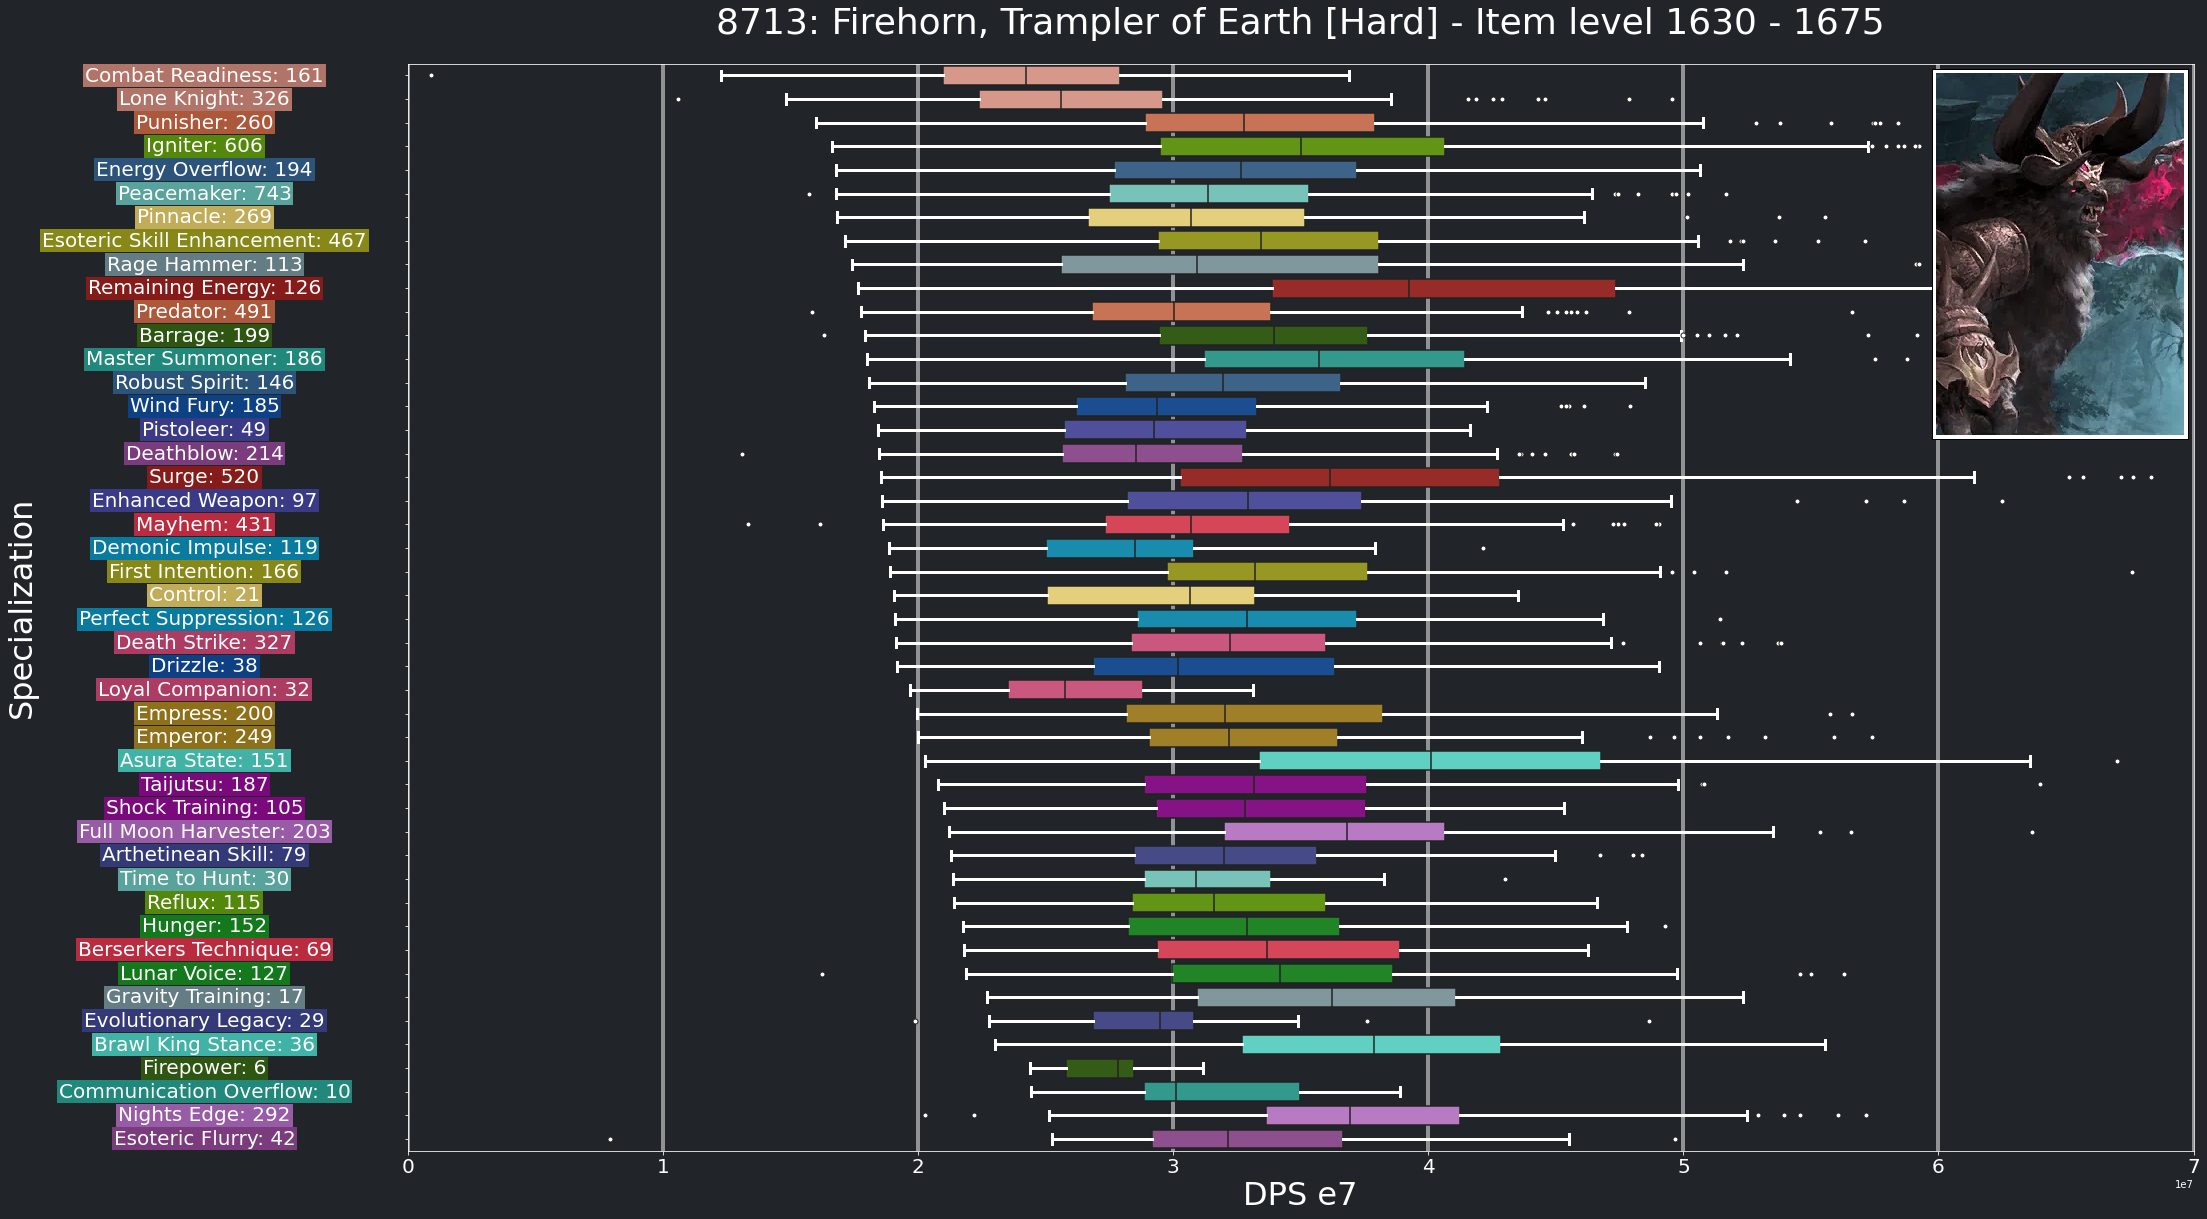 8713: Firehorn, Trampler of Earth [Hard] - Item level 1630 - 1675
Combat Readiness: 161
Lone Knight: 326
Punisher: 260
Igniter: 606
Energy Overflow: 194
Peacemaker: 743
Pinnacle: 269
Esoteric Skill Enhancement: 467
Rage Hammer: 113
Remaining Energy: 126
Predator: 491
Barrage: 199
Master Summoner: 186
Robust Spirit: 146
Wind Fury: 185
Pistoleer: 49
Deathblow: 214
Surge: 520
Enhanced Weapon: 97
Mayhem: 431
Demonic Impulse: 119
First Intention: 166
Control: 21
Perfect Suppression: 126
Death Strike: 327
Drizzle: 38
Loyal Companion: 32
Empress: 200
Emperor: 249
Asura State: 151
Taijutsu: 187
Shock Training: 105
Full Moon Harvester: 203
Arthetinean Skill: 79
Time to Hunt: 30
Reflux: 115
Hunger: 152
Berserkers Technique: 69
Lunar Voice: 127
Gravity Training: 17
Evolutionary Legacy: 29
Brawl King Stance: 36
Firepower: 6
Communication Overflow: 10
Nights Edge: 292
Esoteric Flurry: 42
Specialization
0 1 2 3 4 5 6 7
1e7
DPS e7